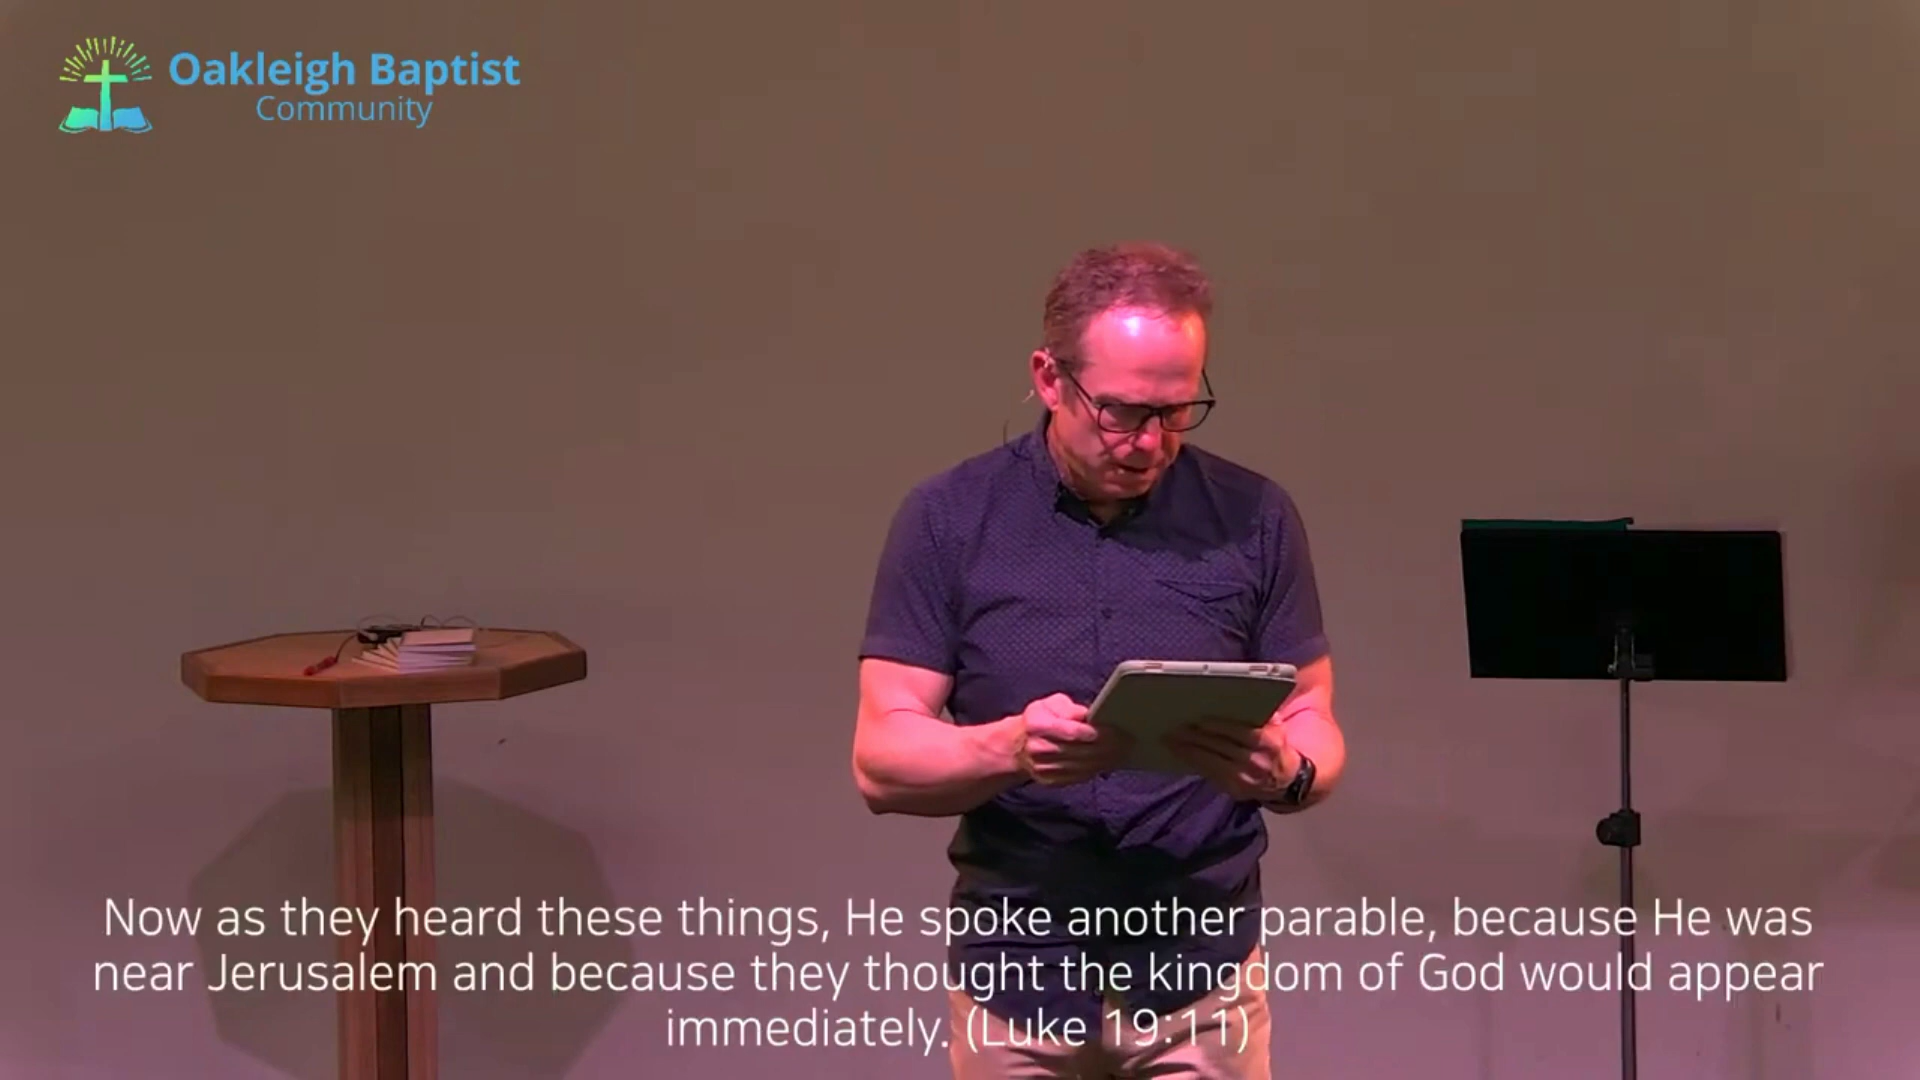 Oakleigh Baptist
Community
Now as they heard these things, He spoke another parable, because He was
near Jerusalem and because they thought the kingdom of God would appear
immediately. (Luke 19:11)